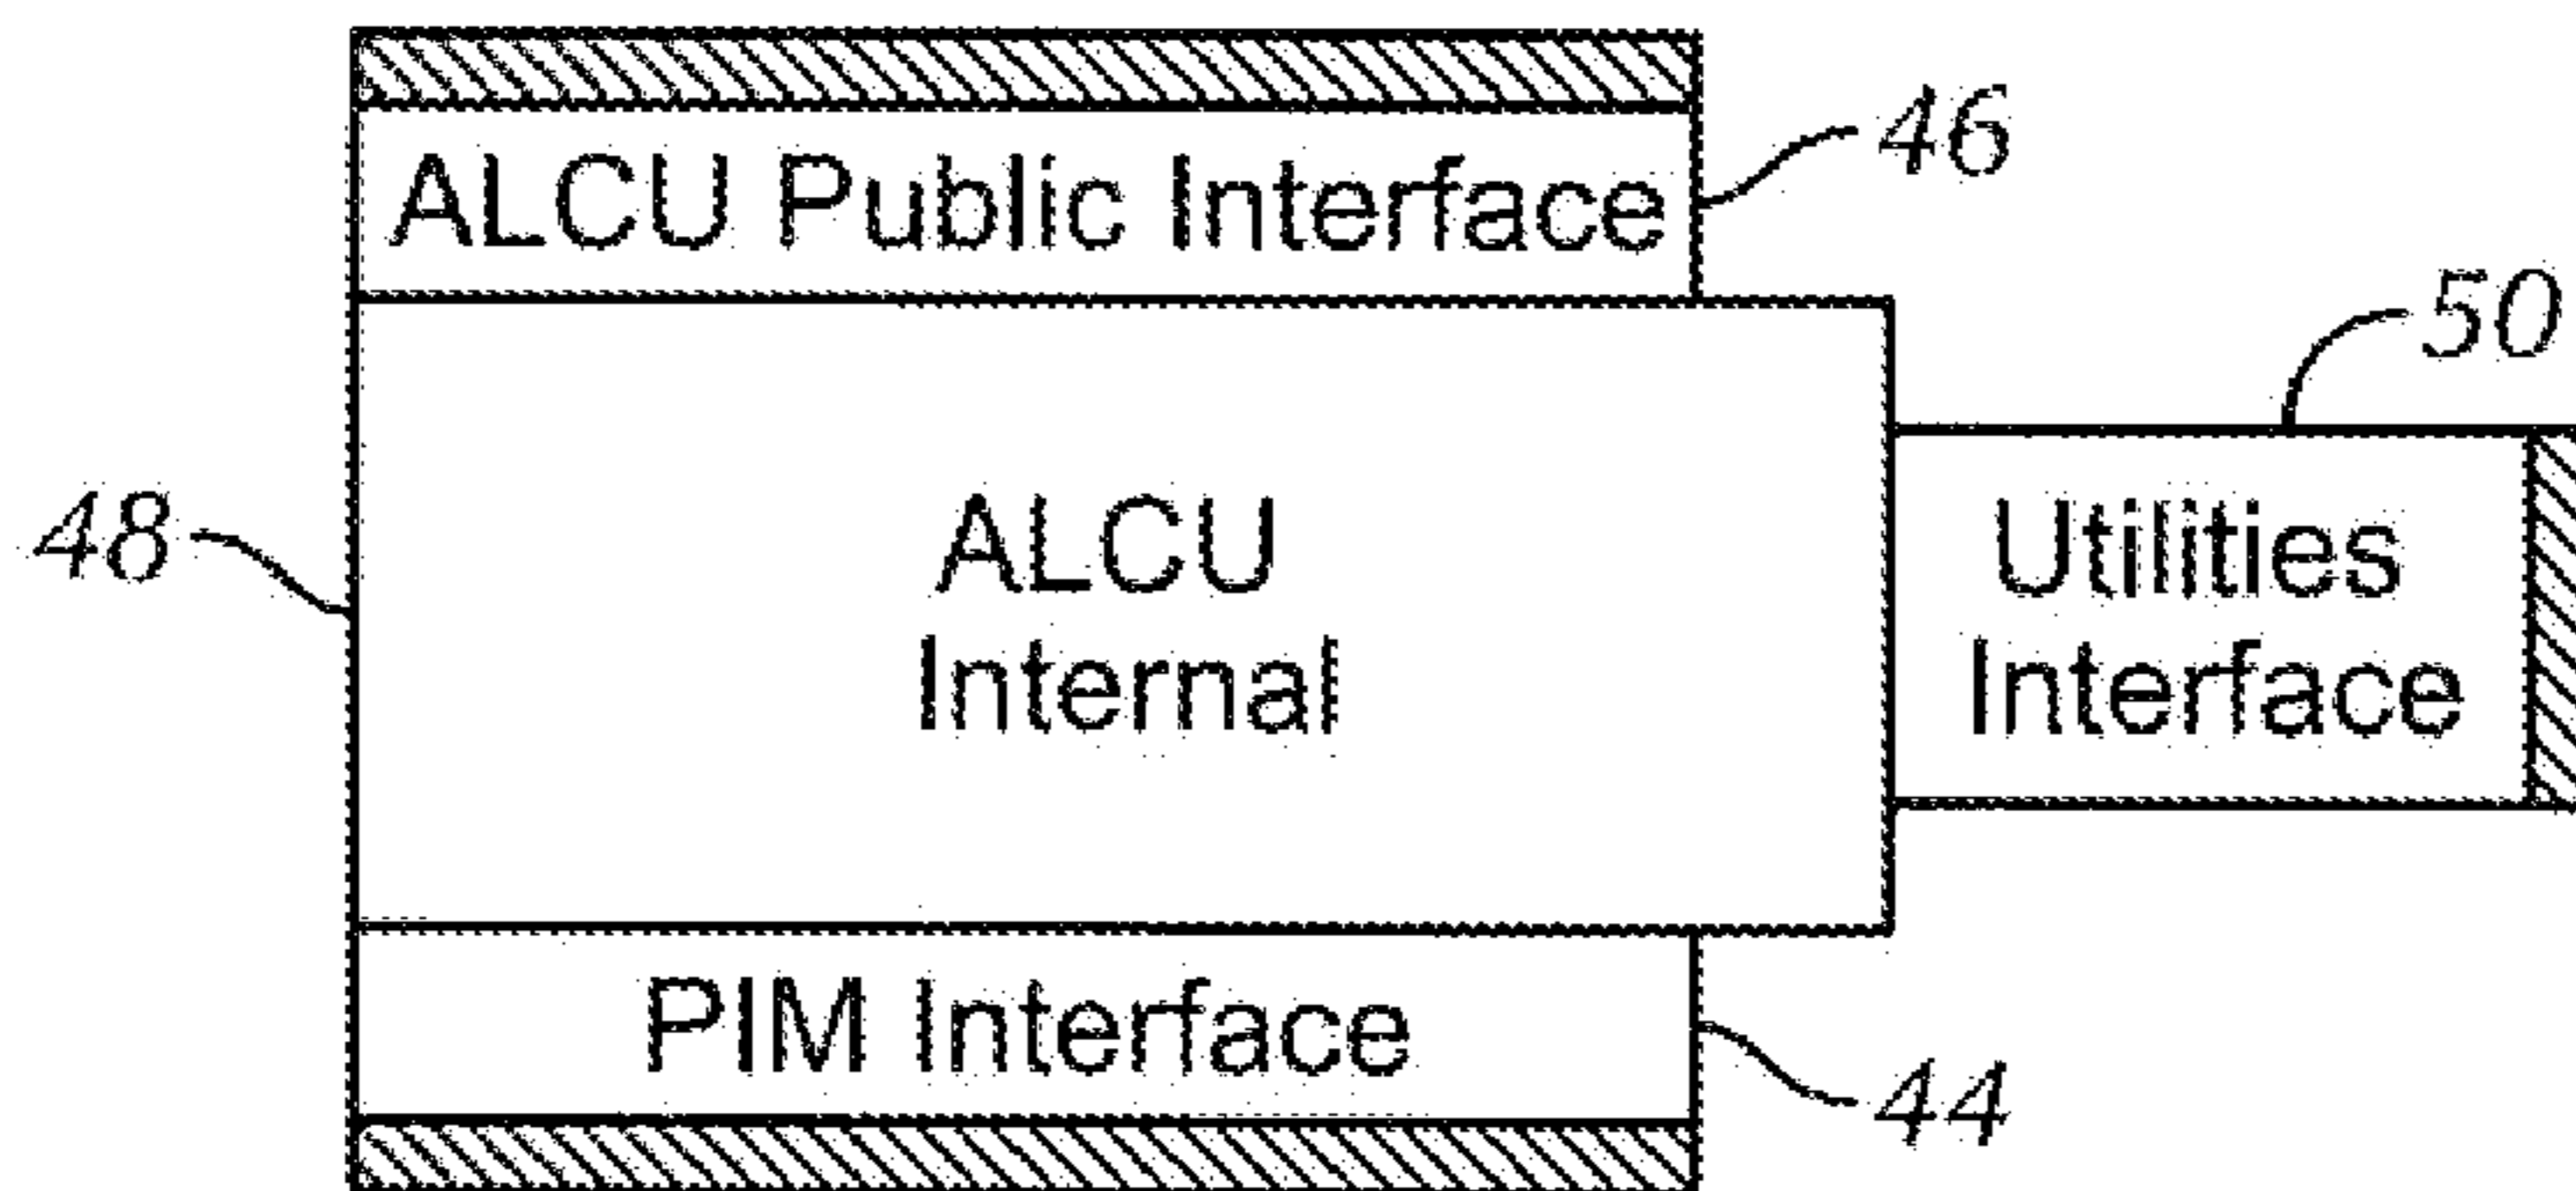 ALCU Public Interface
46
50
48
ALCU
Internal
Utilities
Interface
PIM Interface
44